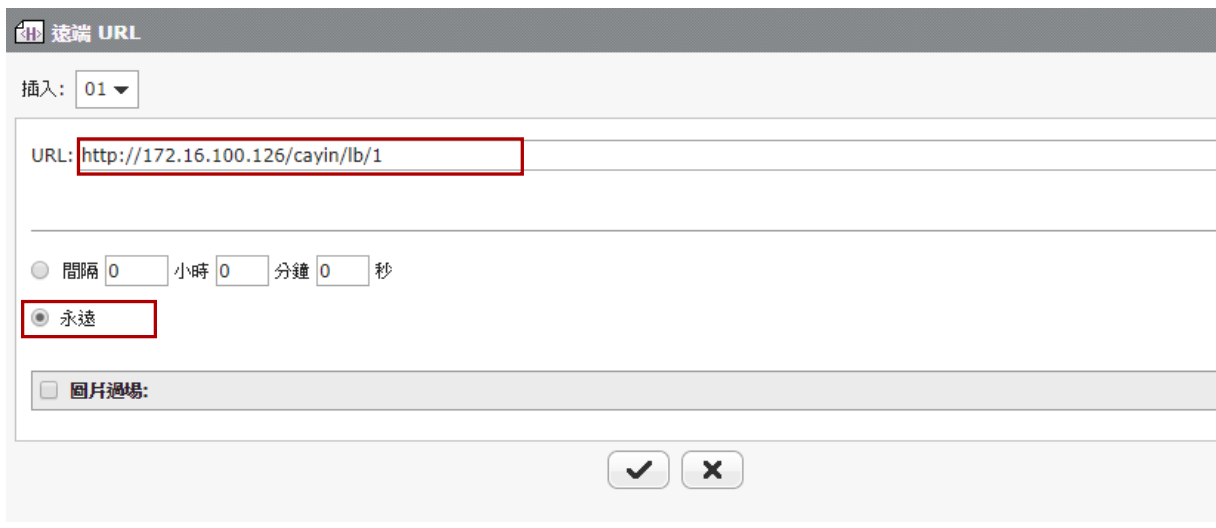 遠端 URL
插入: 01
URL: http://172.16.100.126/cayin/lb/1
間隔 0 小時 0 分鐘 0 秒
永遠
圖片過場: